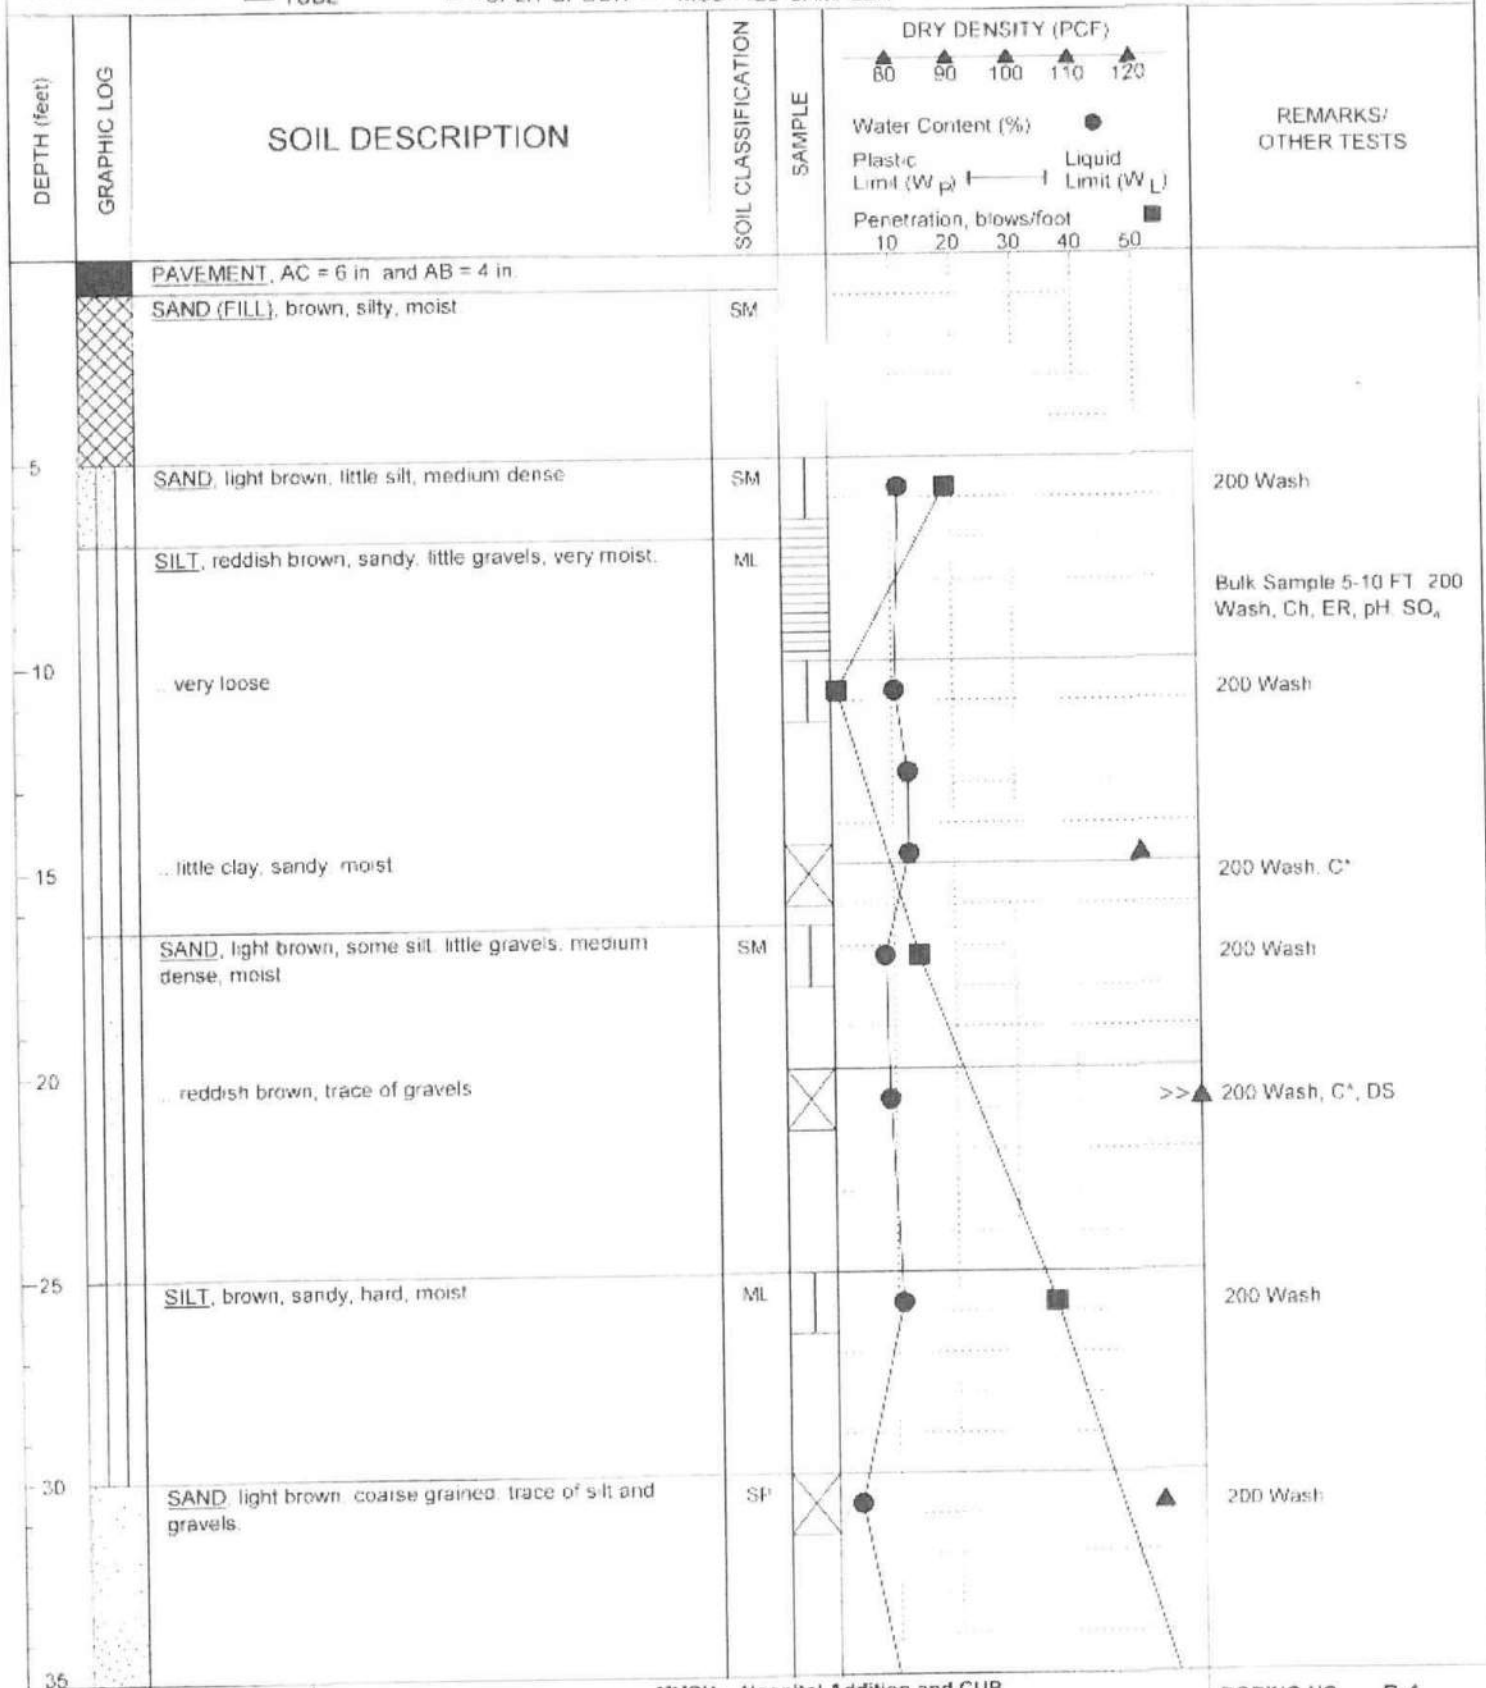 TUBE
DEPTH (feet)
GRAPHIC LOG
SOIL DESCRIPTION
SOIL CLASSIFICATION
SAMPLE
DRY DENSITY (PCF)
80 90 100 110 120
Water Content (%)
Plastic Limit (W P)
Liquid Limit (W L)
Penetration, blows/foot
10 20 30 40 50
REMARKS/
OTHER TESTS
PAVEMENT, AC = 6 in and AB = 4 in.
SAND (FILL), brown, silty, moist SM
5 SAND, light brown, little silt, medium dense SM 200 Wash
SILT, reddish brown, sandy, little gravels, very moist. ML
Bulk Sample 5-10 FT 200
Wash, Ch, ER, pH, SO₄
10 ... very loose 200 Wash
15 ... little clay, sandy, moist 200 Wash, C*
SAND, light brown, some silt, little gravels, medium SM 200 Wash
dense, moist
20 ... reddish brown, trace of gravels >> 200 Wash, C*, DS
25 SILT, brown, sandy, hard, moist ML 200 Wash
30 SAND, light brown, coarse grained, trace of silt and SP 200 Wash
gravels.
35
Hospital Addition and CUP